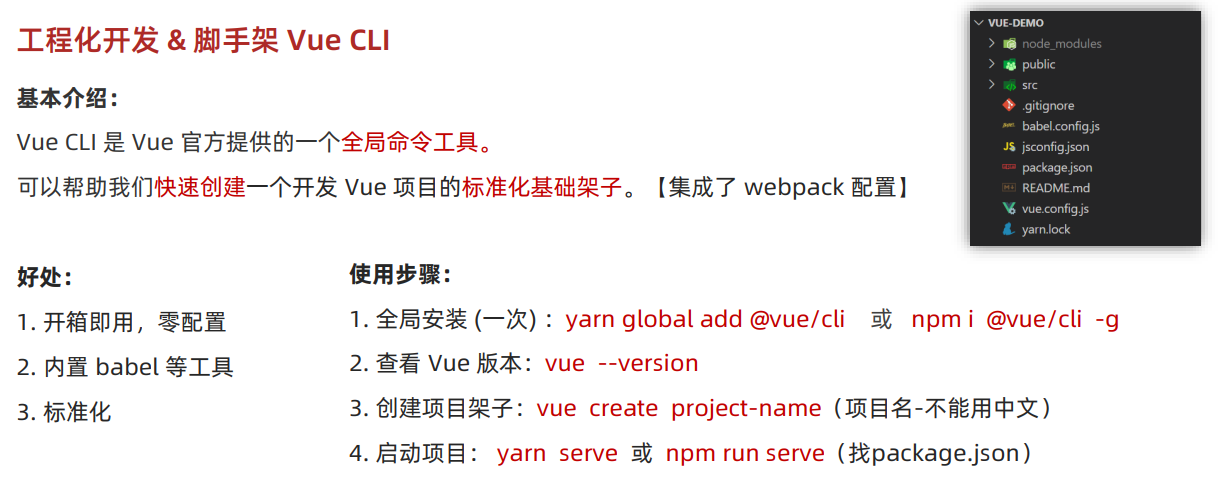 工程化开发 & 脚手架 Vue CLI
基本介绍：
Vue CLI 是 Vue 官方提供的一个全局命令工具。
可以帮助我们快速创建一个开发 Vue 项目的标准化基础架子。【集成了 webpack 配置】
VUE-DEMO
node_modules
public
src
.gitignore
babel.config.js
JS jsconfig.json
package.json
README.md
vue.config.js
yarn.lock
好处：
1. 开箱即用，零配置
2. 内置 babel 等工具
3. 标准化
使用步骤：
1. 全局安装 (一次) ：yarn global add @vue/cli 或 npm i @vue/cli -g
2. 查看 Vue 版本：vue --version
3. 创建项目架子：vue create project-name（项目名-不能用中文）
4. 启动项目： yarn serve 或 npm run serve（找package.json）